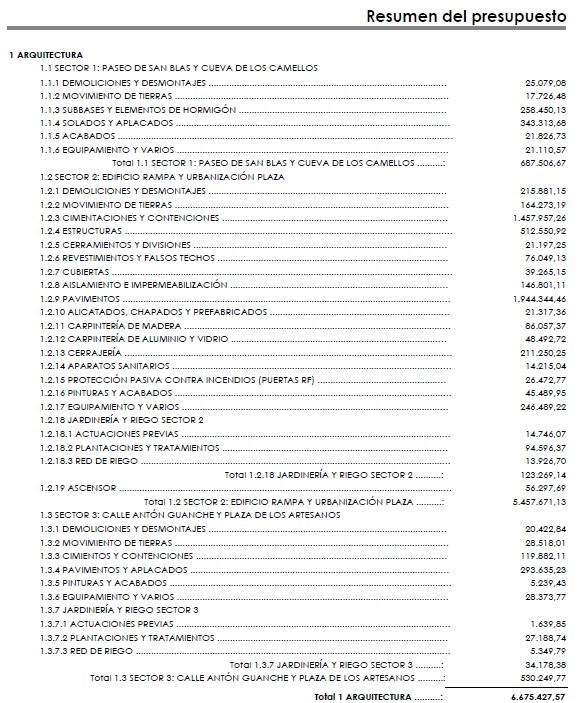 Resumen del presupuesto
1 ARQUITECTURA
1.1 SECTOR 1: PASEO DE SAN BLAS Y CUEVA DE LOS CAMELLOS
1.1.1 DEMOLICIONES Y DESMONTAJES 25.079,08
1.1.2 MOVIMIENTO DE TIERRAS 17.726,48
1.1.3 SUBBASES Y ELEMENTOS DE HORMIGÓN 258.450,13
1.1.4 SOLADOS Y APLACADOS 343.313,68
1.1.5 ACABADOS 21.826,73
1.1.6 EQUIPAMIENTO Y VARIOS 21.110,57
Total 1.1 SECTOR 1: PASEO DE SAN BLAS Y CUEVA DE LOS CAMELLOS ..........: 687.506,67
1.2 SECTOR 2: EDIFICIO RAMPA Y URBANIZACIÓN PLAZA
1.2.1 DEMOLICIONES Y DESMONTAJES 215.881,15
1.2.2 MOVIMIENTO DE TIERRAS 164.273,19
1.2.3 CIMENTACIONES Y CONTENCIONES 1.457.957,26
1.2.4 ESTRUCTURAS 512.550,92
1.2.5 CERRAMIENTOS Y DIVISIONES 21.197,25
1.2.6 REVESTIMIENTOS Y FALSOS TECHOS 76.049,13
1.2.7 CUBIERTAS 39.265,15
1.2.8 AISLAMIENTO E IMPERMEABILIZACIÓN 146.801,11
1.2.9 PAVIMENTOS 1.944.344,46
1.2.10 ALICATADOS, CHAPADOS Y PREFABRICADOS 21.317,36
1.2.11 CARPINTERÍA DE MADERA 86.057,37
1.2.12 CARPINTERÍA DE ALUMINIO Y VIDRIO 48.492,72
1.2.13 CERRAJERÍA 211.250,25
1.2.14 APARATOS SANITARIOS 14.215,04
1.2.15 PROTECCIÓN PASIVA CONTRA INCENDIOS (PUERTAS RF) 26.472,77
1.2.16 PINTURAS Y ACABADOS 45.489,95
1.2.17 EQUIPAMIENTO Y VARIOS 246.489,22
1.2.18 JARDINERÍA Y RIEGO SECTOR 2
1.2.18.1 ACTUACIONES PREVIAS 14.746,07
1.2.18.2 PLANTACIONES Y TRATAMIENTOS 94.596,37
1.2.18.3 RED DE RIEGO 13.926,70
Total 1.2.18 JARDINERÍA Y RIEGO SECTOR 2 ..........: 123.269,14
1.2.19 ASCENSOR 56.297,69
Total 1.2 SECTOR 2: EDIFICIO RAMPA Y URBANIZACIÓN PLAZA ..........: 5.457.671,13
1.3 SECTOR 3: CALLE ANTÓN GUANCHE Y PLAZA DE LOS ARTESANOS
1.3.1 DEMOLICIONES Y DESMONTAJES 20.422,84
1.3.2 MOVIMIENTO DE TIERRAS 28.518,01
1.3.3 CIMIENTOS Y CONTENCIONES 119.882,11
1.3.4 PAVIMENTOS Y APLACADOS 293.635,23
1.3.5 PINTURAS Y ACABADOS 5.239,43
1.3.6 EQUIPAMIENTO Y VARIOS 28.373,77
1.3.7 JARDINERÍA Y RIEGO SECTOR 3
1.3.7.1 ACTUACIONES PREVIAS 1.639,85
1.3.7.2 PLANTACIONES Y TRATAMIENTOS 27.188,74
1.3.7.3 RED DE RIEGO 5.349,79
Total 1.3.7 JARDINERÍA Y RIEGO SECTOR 3 ..........: 34.178,38
Total 1.3 SECTOR 3: CALLE ANTÓN GUANCHE Y PLAZA DE LOS ARTESANOS ..........: 530.249,77
Total 1 ARQUITECTURA ..........: 6.675.427,57